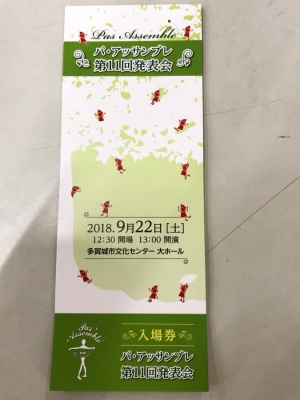 Pas Assemble
パ・アッサンブレ
第11回発表会
2018.9月22日[土]
12:30 開場 13:00 開演
多賀城市文化センター 大ホール
Pas Assemble
入場券
パ・アッサンブレ
第11回発表会